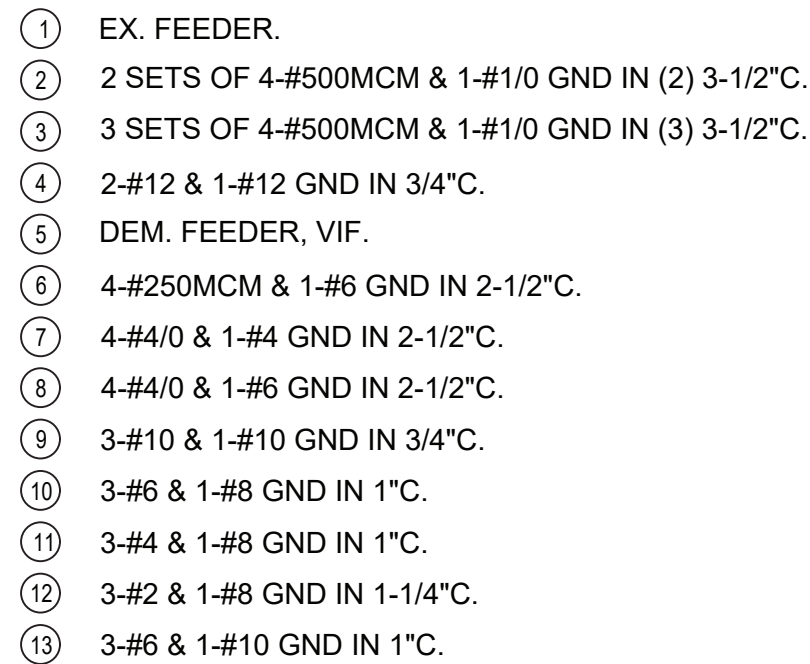 1 EX. FEEDER.
2 2 SETS OF 4-#500MCM & 1-#1/0 GND IN (2) 3-1/2"C.
3 3 SETS OF 4-#500MCM & 1-#1/0 GND IN (3) 3-1/2"C.
4 2-#12 & 1-#12 GND IN 3/4"C.
5 DEM. FEEDER, VIF.
6 4-#250MCM & 1-#6 GND IN 2-1/2"C.
7 4-#4/0 & 1-#4 GND IN 2-1/2"C.
8 4-#4/0 & 1-#6 GND IN 2-1/2"C.
9 3-#10 & 1-#10 GND IN 3/4"C.
10 3-#6 & 1-#8 GND IN 1"C.
11 3-#4 & 1-#8 GND IN 1"C.
12 3-#2 & 1-#8 GND IN 1-1/4"C.
13 3-#6 & 1-#10 GND IN 1"C.